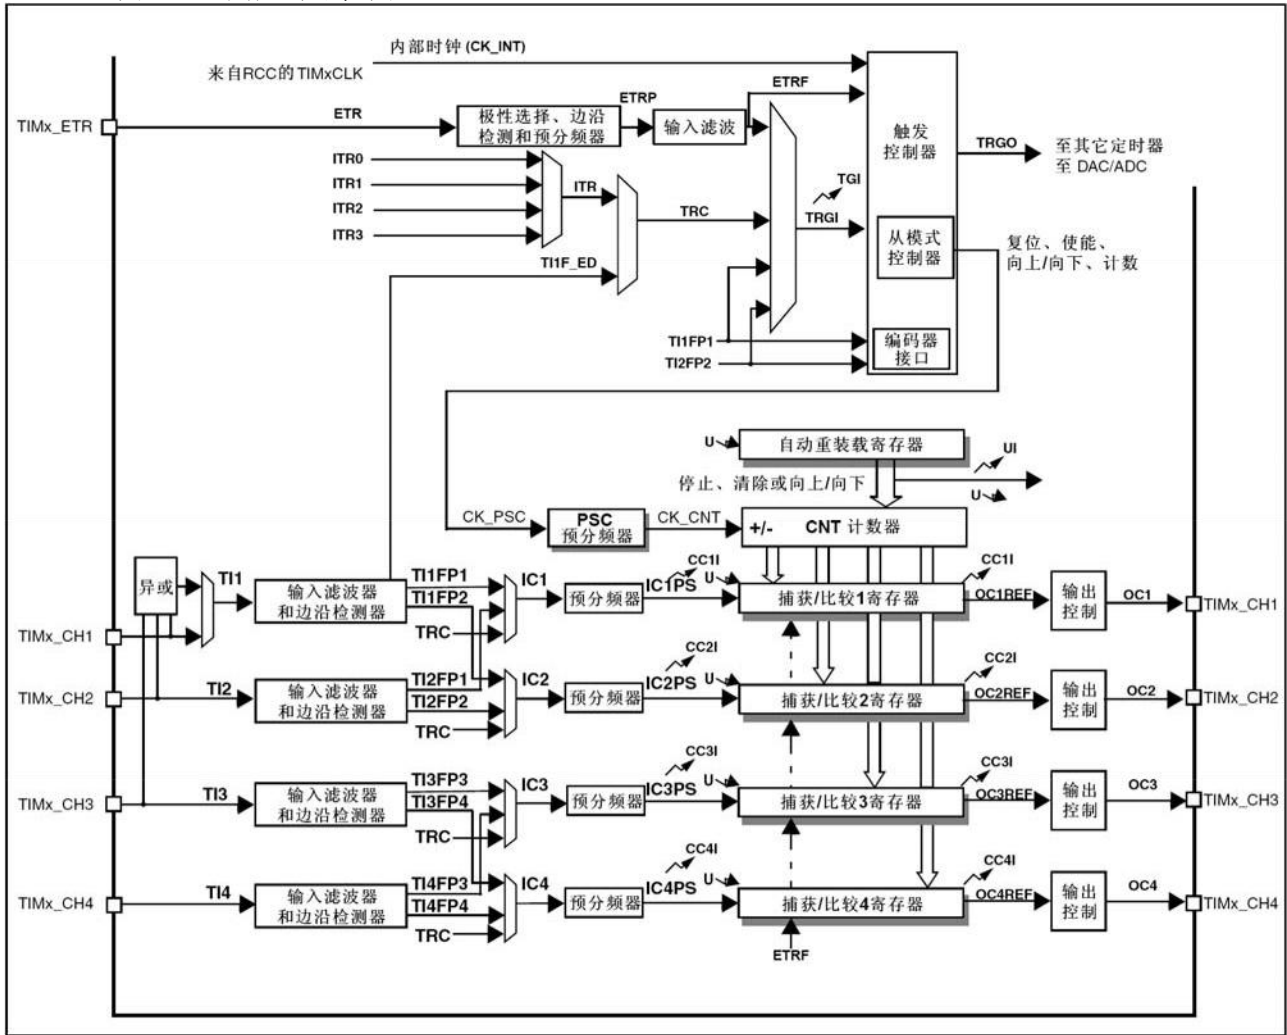 内部时钟 (CK_INT)
来自RCC的TIMxCLK
ETRF
ETRP
ETR
TIMx_ETR
极性选择、边沿
检测和预分频器
输入滤波
触发
控制器
TRGO
至其它定时器
至 DAC/ADC
ITR0
ITR1
ITR2
ITR3
ITR
TRC
TGI
TRGI
TI1F_ED
从模式
控制器
复位、使能、
向上/向下、计数
TI1FP1
TI2FP2
编码器
接口
U
自动重装载寄存器
UI
停止、清除或向上/向下
U
CK_PSC
PSC
预分频器
CK_CNT
+/-
CNT 计数器
异或
TI1
输入滤波器
和边沿检测器
TI1FP1
TI1FP2
TRC
IC1
预分频器
CC1I
IC1PS
U
捕获/比较1寄存器
CC1I
OC1REF
输出
控制
OC1
TIMx_CH1
TIMx_CH1
TIMx_CH2
TI2
输入滤波器
和边沿检测器
TI2FP1
TI2FP2
TRC
IC2
预分频器
CC2I
IC2PS
U
捕获/比较2寄存器
CC2I
OC2REF
输出
控制
OC2
TIMx_CH2
TIMx_CH3
TI3
输入滤波器
和边沿检测器
TI3FP3
TI3FP4
TRC
IC3
预分频器
CC3I
IC3PS
U
捕获/比较3寄存器
CC3I
OC3REF
输出
控制
OC3
TIMx_CH3
TIMx_CH4
TI4
输入滤波器
和边沿检测器
TI4FP3
TI4FP4
TRC
IC4
预分频器
CC4I
IC4PS
U
捕获/比较4寄存器
CC4I
OC4REF
输出
控制
OC4
TIMx_CH4
ETRF